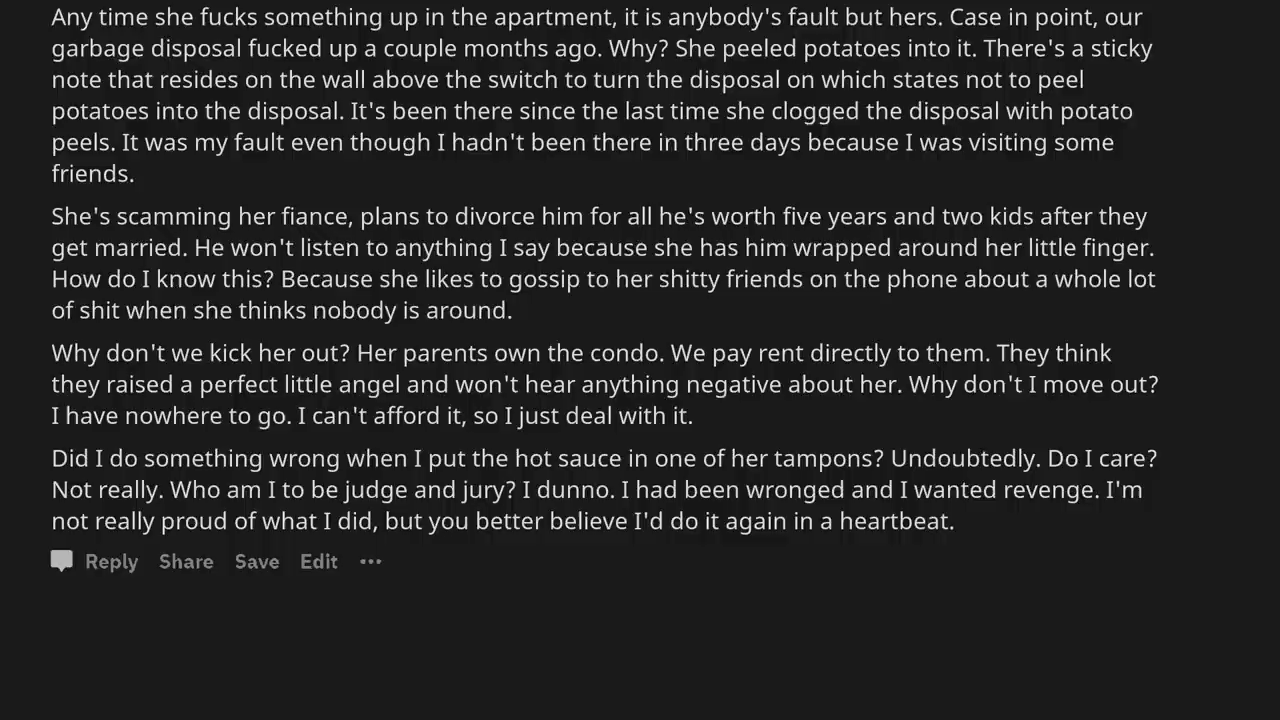 Any time she fucks something up in the apartment, it is anybody's fault but hers. Case in point, our
garbage disposal fucked up a couple months ago. Why? She peeled potatoes into it. There's a sticky
note that resides on the wall above the switch to turn the disposal on which states not to peel
potatoes into the disposal. It's been there since the last time she clogged the disposal with potato
peels. It was my fault even though I hadn't been there in three days because I was visiting some
friends.
She's scamming her fiance, plans to divorce him for all he's worth five years and two kids after they
get married. He won't listen to anything I say because she has him wrapped around her little finger.
How do I know this? Because she likes to gossip to her shitty friends on the phone about a whole lot
of shit when she thinks nobody is around.
Why don't we kick her out? Her parents own the condo. We pay rent directly to them. They think
they raised a perfect little angel and won't hear anything negative about her. Why don't I move out?
I have nowhere to go. I can't afford it, so I just deal with it.
Did I do something wrong when I put the hot sauce in one of her tampons? Undoubtedly. Do I care?
Not really. Who am I to be judge and jury? I dunno. I had been wronged and I wanted revenge. I'm
not really proud of what I did, but you better believe I'd do it again in a heartbeat.
Reply Share Save Edit ···